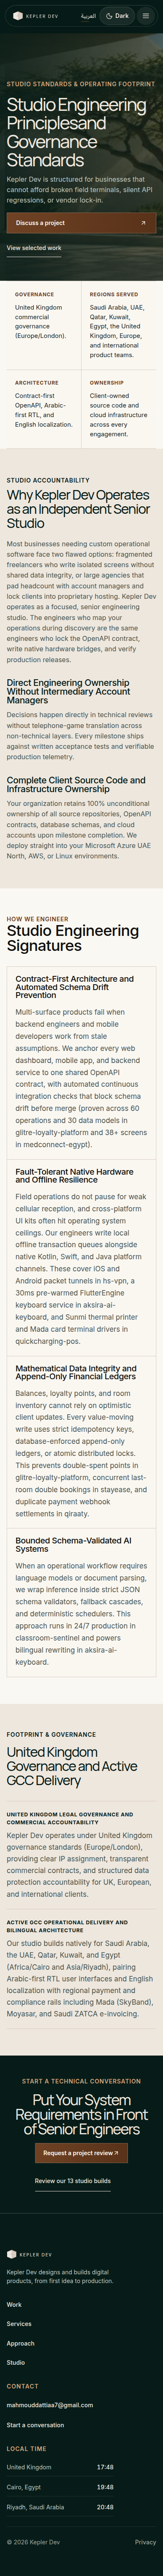 KEPLER DEV
العربية
Dark
STUDIO STANDARDS & OPERATING FOOTPRINT
Studio Engineering
Principlesand
Governance
Standards
Senior engineering for businesses that
cannot afford broken field terminals, silent API
regressions, or vendor lock-in.
Discuss a project ↗
View selected work
GOVERNANCE
United Kingdom
commercial
governance
(Europe/London).
REGIONS SERVED
Saudi Arabia, UAE,
Qatar, Kuwait,
Egypt, the United
Kingdom, Europe,
and international
product teams.
ARCHITECTURE
Contract-first
OpenAPI, Arabic-
first RTL, and
English localization.
OWNERSHIP
Client-owned
source code and
cloud infrastructure
across every
engagement.
STUDIO ACCOUNTABILITY
Why Kepler Dev Operates
as an Independent Senior
Studio
Most businesses needing custom operational
software face two flawed options: fragmented
freelancers who write isolated screens without
shared data integrity, or large agencies that
pad headcount with account managers and
lock clients into proprietary hosting. Kepler Dev
operates as a focused, senior engineering
studio. The engineers who map your
operations during discovery are the same
engineers who lock the OpenAPI contract,
write native hardware bridges, and verify
production releases.
Direct Engineering Ownership
Without Intermediary Account
Managers
Decisions happen directly in technical reviews
without telephone-game translation across
non-technical layers. Every milestone ships
against written acceptance tests and verifiable
production telemetry.
Complete Client Source Code and
Infrastructure Ownership
Your organization retains 100% unconditional
ownership of all source repositories, OpenAPI
contracts, database schemas, and cloud
accounts upon milestone completion. We
deploy straight into your Microsoft Azure UAE
North, AWS, or Linux environments.
HOW WE ENGINEER
Studio Engineering
Signatures
Contract-First Architecture and
Automated Schema Drift
Prevention
Multi-surface products fail when
backend engineers and mobile
developers work from stale
assumptions. We anchor every web
dashboard, mobile app, and backend
service to one shared OpenAPI
contract, with automated continuous
integration checks that block schema
drift before merge (proven across 60
operations and 30 data models in
glitre-loyalty-platform and 38+ screens
in medconnect-egypt).
Fault-Tolerant Native Hardware
and Offline Resilience
Field operations do not pause for weak
cellular reception, and cross-platform
UI kits often hit operating system
ceilings. Our engineers write local
offline transaction queues alongside
native Kotlin, Swift, and Java platform
channels. These cover iOS and
Android packet tunnels in hs-vpn, a
30ms pre-warmed FlutterEngine
keyboard service in aksira-ai-
keyboard, and Sunmi thermal printer
and Mada card terminal drivers in
quickcharging-pos.
Mathematical Data Integrity and
Append-Only Financial Ledgers
Balances, loyalty points, and room
inventory cannot rely on optimistic
client updates. Every value-moving
write uses strict idempotency keys,
database-enforced append-only
ledgers, or atomic distributed locks.
This prevents double-spent points in
glitre-loyalty-platform, concurrent last-
room double bookings in stayease, and
duplicate payment webhook
settlements in qiraaty.
Bounded Schema-Validated AI
Systems
When an operational workflow requires
language models or document parsing,
we wrap inference inside strict JSON
schema validators, fallback cascades,
and deterministic schedulers. This
approach runs in 24/7 production in
classroom-sentinel and powers
bilingual rewriting in aksira-ai-
keyboard.
FOOTPRINT & GOVERNANCE
United Kingdom
Governance and Active
GCC Delivery
UNITED KINGDOM LEGAL GOVERNANCE AND
COMMERCIAL ACCOUNTABILITY
Kepler Dev operates under United Kingdom
governance standards (Europe/London),
providing clear IP assignment, transparent
commercial contracts, and structured data
protection accountability for UK, European,
and international clients.
ACTIVE GCC OPERATIONAL DELIVERY AND
BILINGUAL ARCHITECTURE
Our studio builds natively for Saudi Arabia,
the UAE, Qatar, Kuwait, and Egypt
(Africa/Cairo and Asia/Riyadh), pairing
Arabic-first RTL user interfaces and English
localization with regional payment and
compliance rails including Mada (SkyBand),
Moyasar, and Saudi ZATCA e-invoicing.
START A TECHNICAL CONVERSATION
Put Your System
Requirements in Front
of Senior Engineers
Request a project review ↗
Review our 13 studio builds
KEPLER DEV
Kepler Dev designs and builds digital
products, from first idea to production.
Work
Services
Approach
Studio
CONTACT
mahmouddatlaa7@gmail.com
Start a conversation
LOCAL TIME
United Kingdom 17:48
Cairo, Egypt 19:48
Riyadh, Saudi Arabia 20:48
© 2026 Kepler Dev Privacy